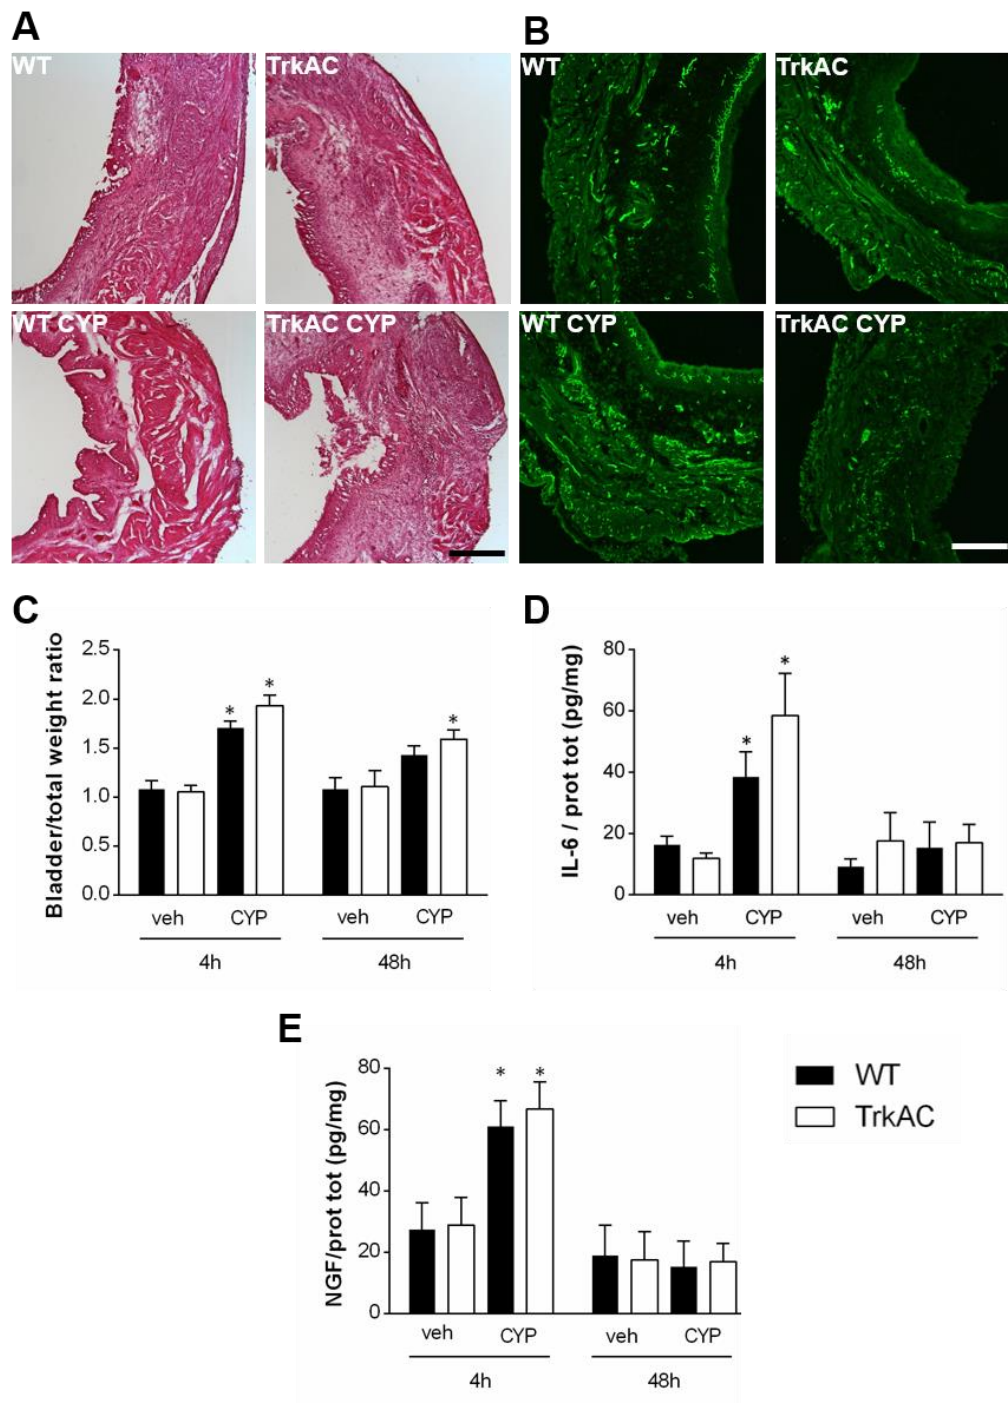 A
B
WT
TrkAC
WT
TrkAC
WT CYP
TrkAC CYP
WT CYP
TrkAC CYP
C
D
Bladder/total weight ratio
2.5
2.0
1.5
1.0
0.5
0.0
* * *
veh CYP veh CYP
4h 48h
IL-6 / prot tot (pg/mg)
80
60
40
20
0
* *
veh CYP veh CYP
4h 48h
E
NGF/prot tot (pg/mg)
80
60
40
20
0
* *
veh CYP veh CYP
4h 48h
WT
TrkAC